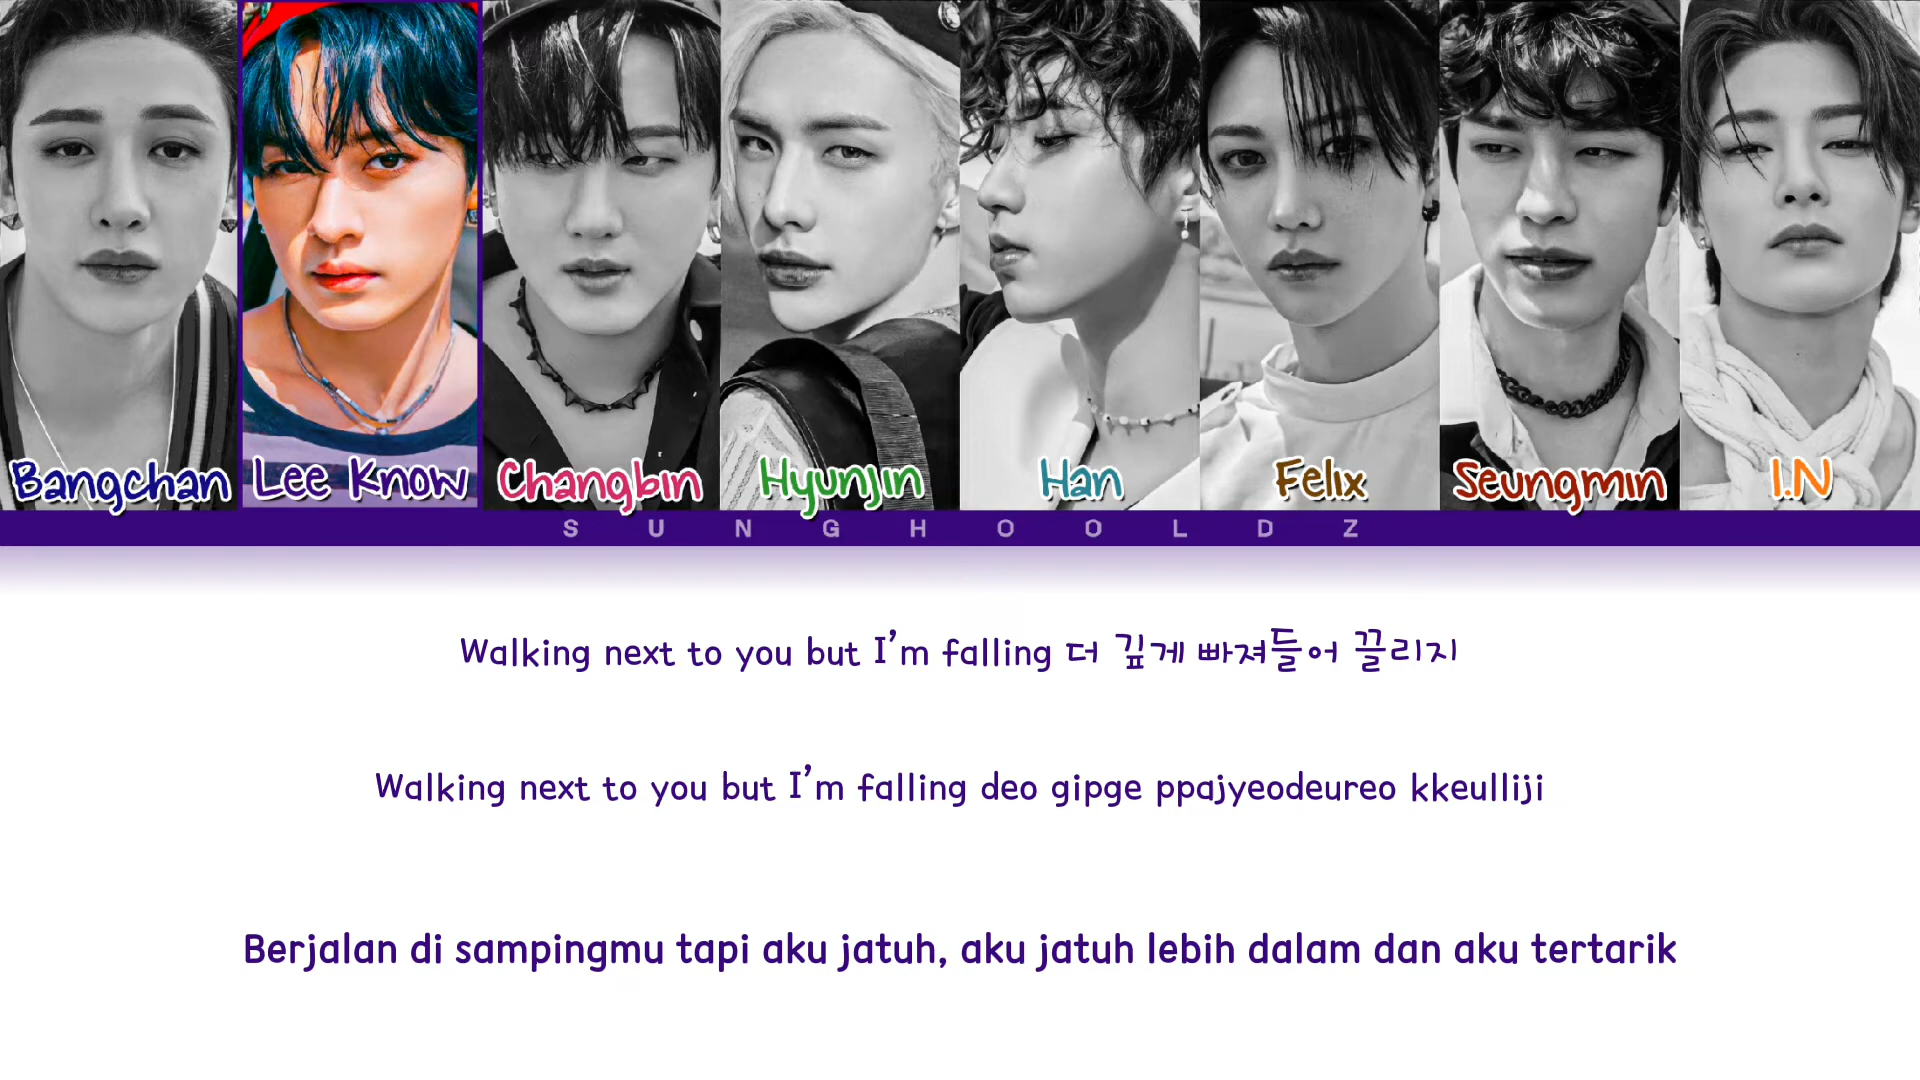 Bangchan Lee Know Changbin Hyunjin Han Felix Seungmin I.N
SUNGHOOLDZ
Walking next to you but I'm falling 더 깊게 빠져들어 끌리지
Walking next to you but I'm falling deo gipge ppajyeodeureo kkeulliji
Berjalan di sampingmu tapi aku jatuh, aku jatuh lebih dalam dan aku tertarik